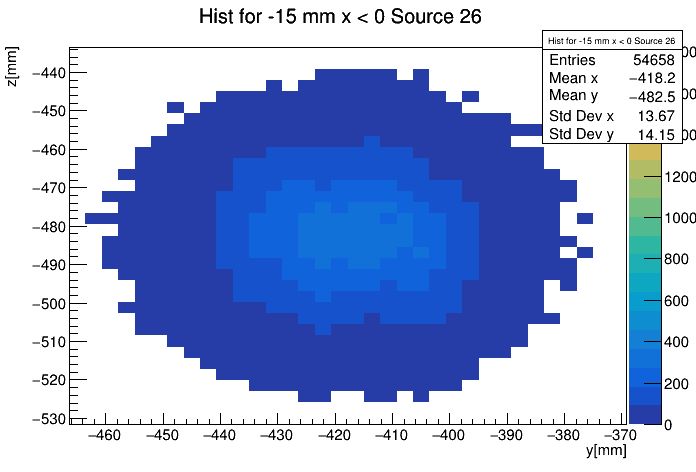 Hist for -15 mm x < 0 Source 26
z[mm]
Hist for -15 mm x < 0 Source 26
Entries 54658
Mean x −418.2
Mean y −482.5
Std Dev x 13.67
Std Dev y 14.15
−440
−450
−460
−470
−480
−490
−500
−510
−520
−530
1200
1000
800
600
400
200
0
−460 −450 −440 −430 −420 −410 −400 −390 −380 −370
y[mm]